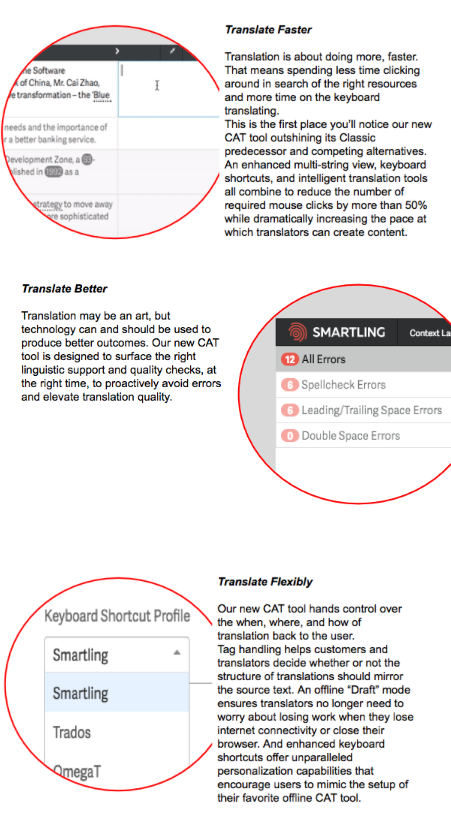 Translate Faster
Translation is about doing more, faster.
That means spending less time clicking
around in search of the right resources
and more time on the keyboard
translating.
This is the first place you'll notice our new
CAT tool outshining its Classic
predecessor and competing alternatives.
An enhanced multi-string view, keyboard
shortcuts, and intelligent translation tools
all combine to reduce the number of
required mouse clicks by more than 50%
while dramatically increasing the pace at
which translators can create content.
he Software
of China, Mr. Cai Zhao,
e transformation – the 'Blue
needs and the importance of
r a better banking service.
Development Zone, a 69-
lished in 1992 as a
strategy to move away
ore sophisticated
Translate Better
Translation may be an art, but
technology can and should be used to
produce better outcomes. Our new CAT
tool is designed to surface the right
linguistic support and quality checks, at
the right time, to proactively avoid errors
and elevate translation quality.
SMARTLING Context La
12 All Errors
6 Spellcheck Errors
6 Leading/Trailing Space Errors
0 Double Space Errors
Translate Flexibly
Our new CAT tool hands control over
the when, where, and how of
translation back to the user.
Tag handling helps customers and
translators decide whether or not the
structure of translations should mirror
the source text. An offline "Draft" mode
ensures translators no longer need to
worry about losing work when they lose
internet connectivity or close their
browser. And enhanced keyboard
shortcuts offer unparalleled
personalization capabilities that
encourage users to mimic the setup of
their favorite offline CAT tool.
Keyboard Shortcut Profile
Smartling
Smartling
Trados
OmegaT